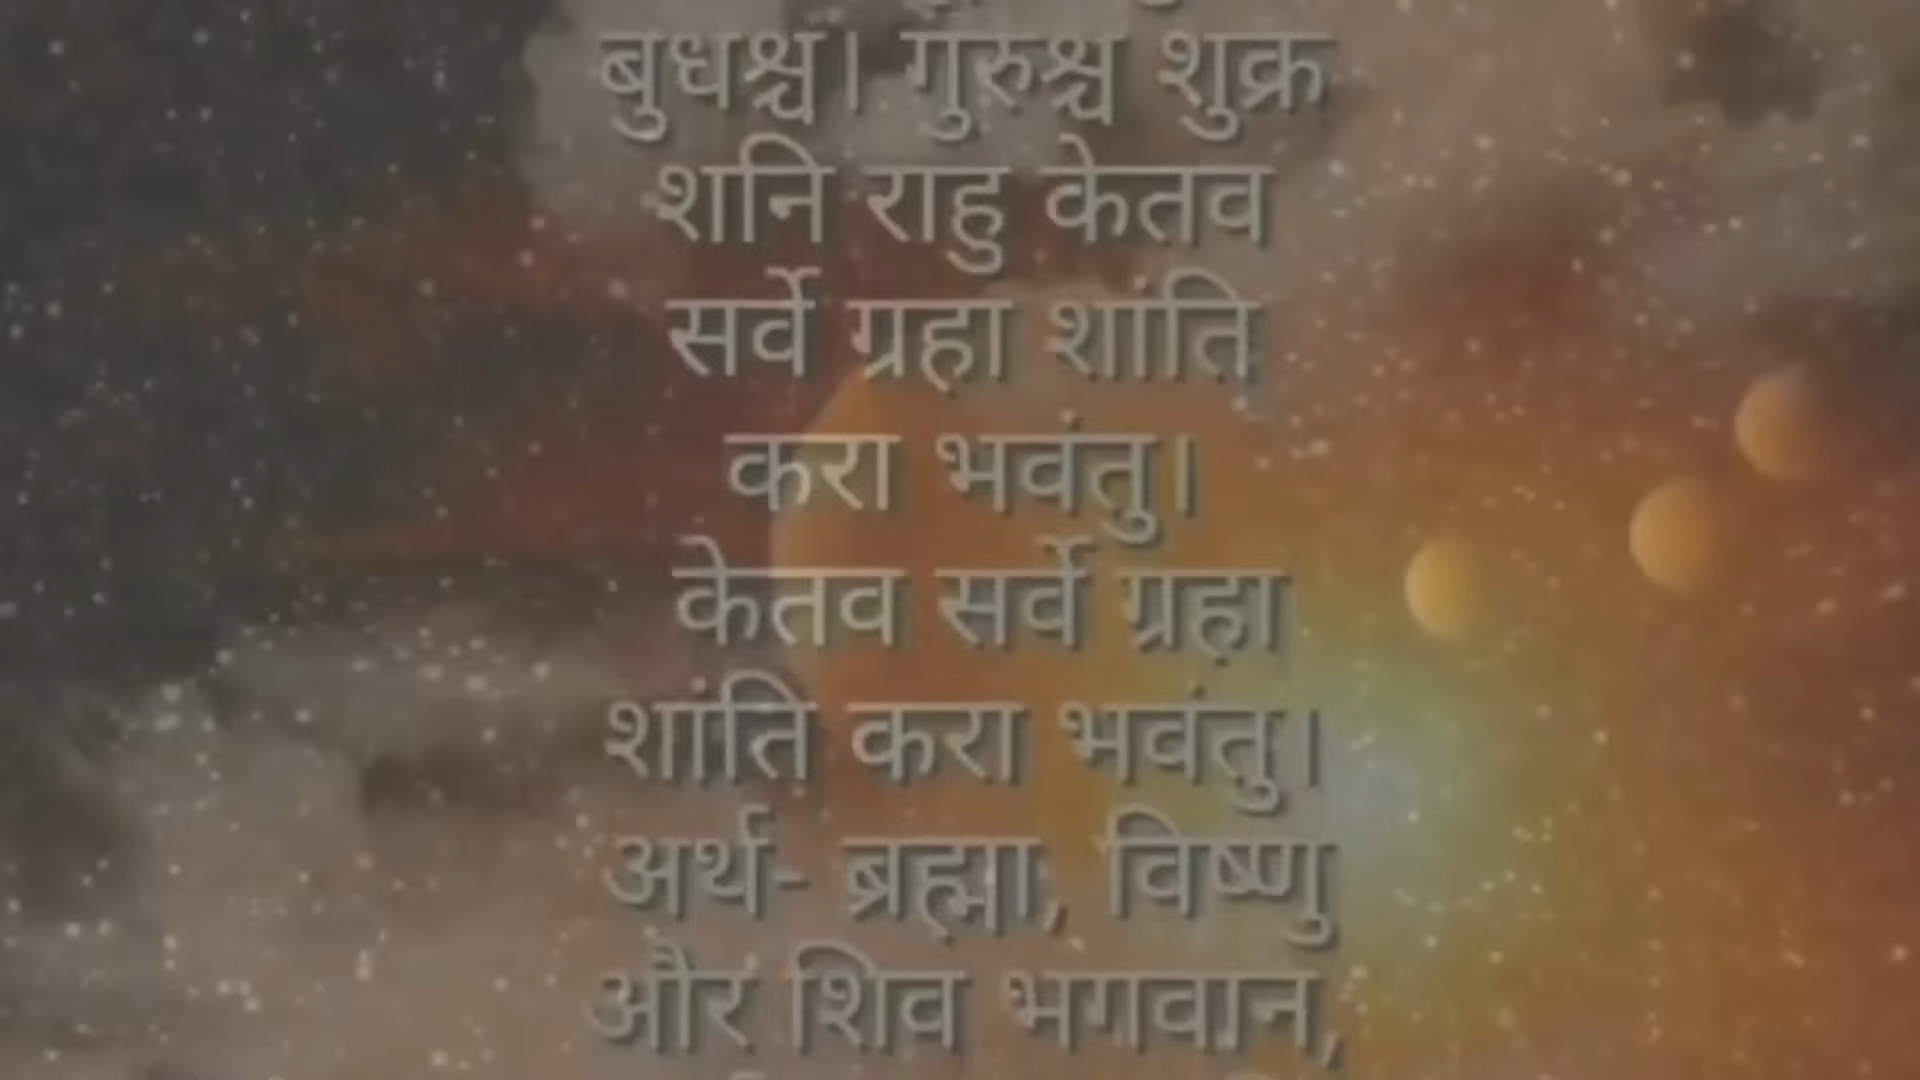 बुधश्च। गुरुश्च शुक्र
शनि राहु केतव
सर्वे ग्रहा शांति
करा भवंतु।
केतव सर्वे ग्रहा
शांति करा भवंतु।
अर्थ- ब्रह्मा, विष्णु
और शिव भगवान,